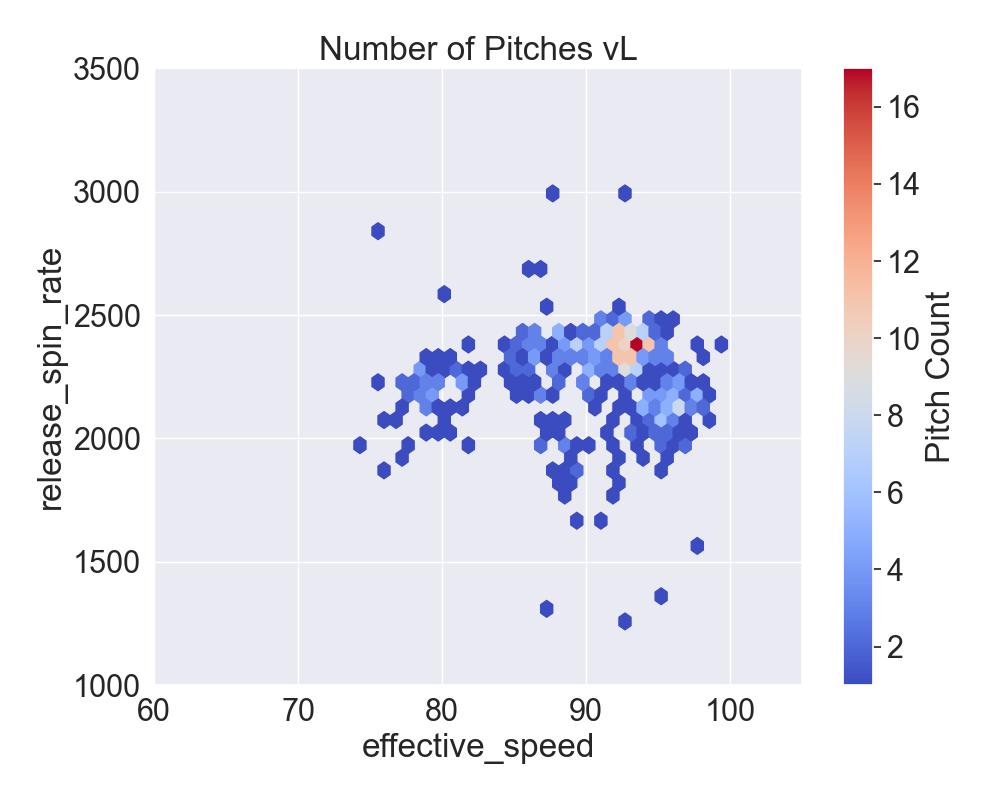 Number of Pitches vL
3500
3000
2500
2000
1500
1000
release_spin_rate
60 70 80 90 100
effective_speed
16
14
12
10
8
6
4
2
Pitch Count